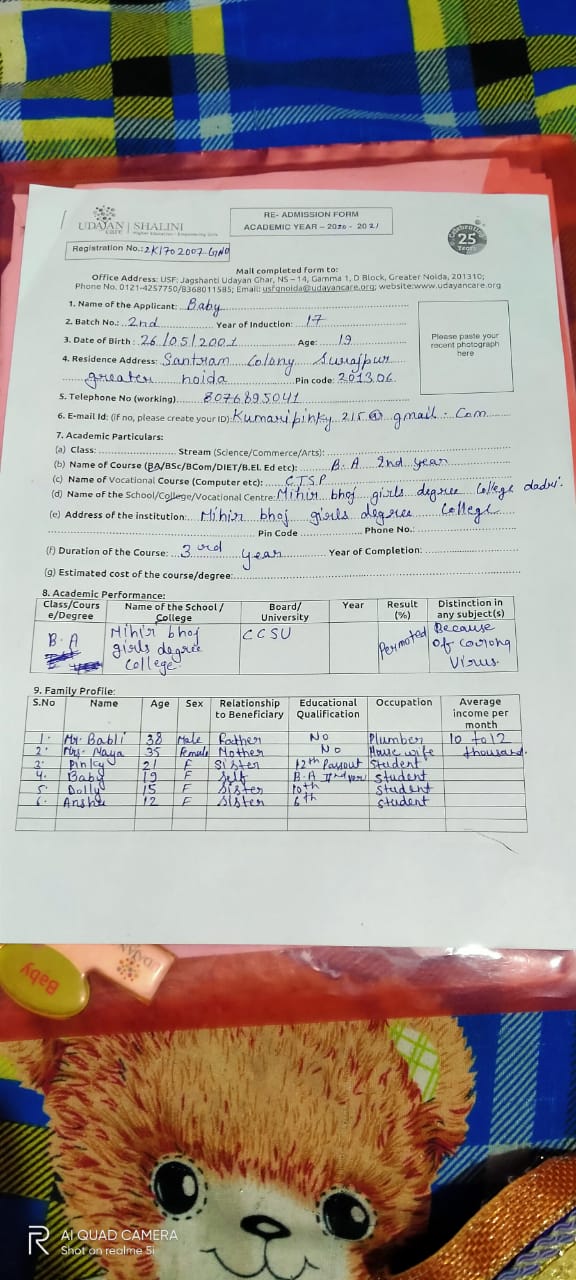 UDAYAN | SHALINI
care Higher Education - Empowering Girls
RE- ADMISSION FORM
ACADEMIC YEAR – 2020 - 2021
Celebrating
25
Years
Registration No.: 2K1702007-GNO
Mail completed form to:
Office Address: USF: Jagshanti Udayan Ghar, NS – 14, Gamma 1, D Block, Greater Noida, 201310;
Phone No. 0121-4257750/8368011585; Email: usfgnoida@udayancare.org; website:www.udayancare.org
1. Name of the Applicant: Baby
2. Batch No.: 2nd Year of Induction: 17
3. Date of Birth: 26/05/2001 Age: 19
4. Residence Address: Santram Colony Surajpur
greater noida Pin code: 201306
Please paste your
recent photograph
here
5. Telephone No (working) 8076895041
6. E-mail Id: (if no, please create your ID) Kumaripinky215@gmail.com
7. Academic Particulars:
(a) Class: Stream (Science/Commerce/Arts):
(b) Name of Course (BA/BSc/BCom/DIET/B.El. Ed etc): B.A 2nd year
(c) Name of Vocational Course (Computer etc): CTSP
(d) Name of the School/College/Vocational Centre: Mihir bhoj girls degree College dadri.
(e) Address of the institution: Mihir bhoj girls degree College
Pin Code Phone No.:
(f) Duration of the Course: 3rd year Year of Completion:
(g) Estimated cost of the course/degree:
8. Academic Performance:
Class/Cours e/Degree Name of the School / College Board/ University Year Result (%) Distinction in any subject(s)
B.A Mihir bhoj girls degree College. CCSU Permoted Because of corona Virus.
9. Family Profile:
S.No Name Age Sex Relationship to Beneficiary Educational Qualification Occupation Average income per month
1. Mr. Babli 38 Male Father No Plumber 10 to 12 thousand.
2. Mrs. Maya 35 Female Mother No House wife
3. Pinky 21 F Sister 12th Passout Student
4. Baby 19 F Self B.A IInd year Student
5. Dolly 15 F Sister 10th Student
6. Anshu 12 F Sister 6th Student
Baby
AI QUAD CAMERA
Shot on realme 5i